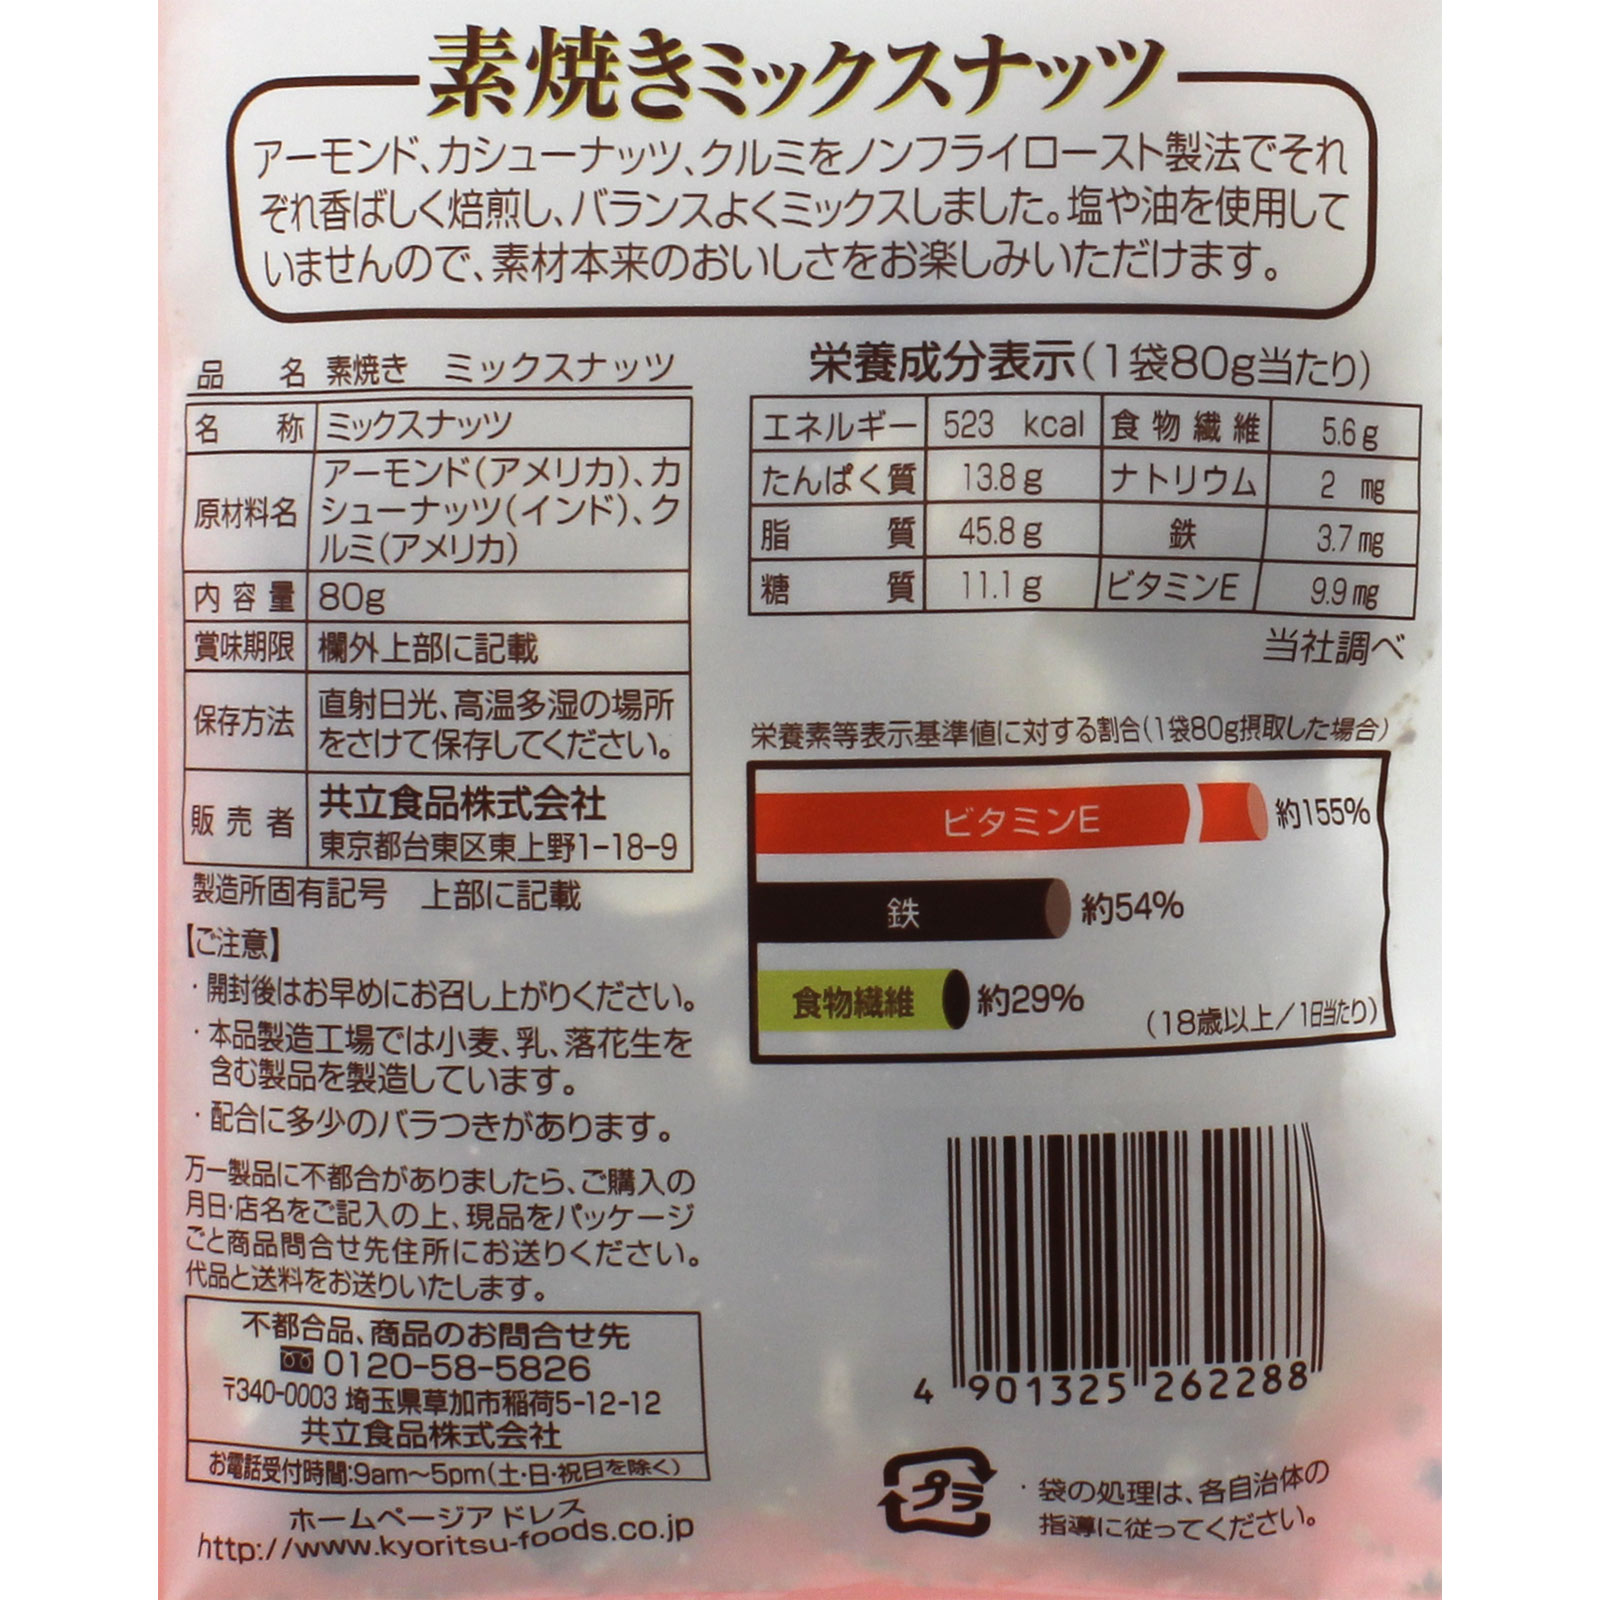 素焼きミックスナッツ
アーモンド、カシューナッツ、クルミをノンフライロースト製法でそれ
ぞれ香ばしく焙煎し、バランスよくミックスしました。塩や油を使用して
いませんので、素材本来のおいしさをお楽しみいただけます。
品 名 素焼き ミックスナッツ
名 称 ミックスナッツ
原材料名 アーモンド(アメリカ)、カ
シューナッツ(インド)、ク
ルミ(アメリカ)
内容量 80g
賞味期限 欄外上部に記載
保存方法 直射日光、高温多湿の場所
をさけて保存してください。
販売者 共立食品株式会社
東京都台東区東上野1-18-9
製造所固有記号 上部に記載
【ご注意】
・開封後はお早めにお召し上がりください。
・本品製造工場では小麦、乳、落花生を
含む製品を製造しています。
・配合に多少のバラつきがあります。
万一製品に不都合がありましたら、ご購入の
月日・店名をご記入の上、現品をパッケージ
ごと商品問合せ先住所にお送りください。
代品と送料をお送りいたします。
不都合品、商品のお問合せ先
0120-58-5826
〒340-0003 埼玉県草加市稲荷5-12-12
共立食品株式会社
お電話受付時間:9am～5pm(土・日・祝日を除く)
ホームページアドレス
http://www.kyoritsu-foods.co.jp
栄養成分表示(1袋80g当たり)
エネルギー 523 kcal 食物繊維 5.6g
たんぱく質 13.8g ナトリウム 2 mg
脂質 45.8g 鉄 3.7mg
糖質 11.1g ビタミンE 9.9mg
当社調べ
栄養素等表示基準値に対する割合(1袋80g摂取した場合)
ビタミンE 約155%
鉄 約54%
食物繊維 約29%
(18歳以上/1日当たり)
4 901325 262288
プラ
・袋の処理は、各自治体の
指導に従ってください。